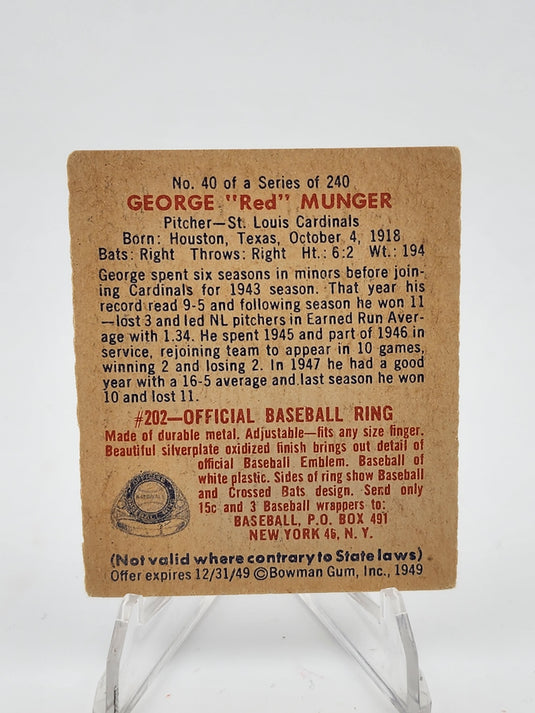 No. 40 of a Series of 240
GEORGE "Red" MUNGER
Pitcher—St. Louis Cardinals
Born: Houston, Texas, October 4, 1918
Bats: Right Throws: Right Ht.: 6:2 Wt.: 194
George spent six seasons in minors before join-
ing Cardinals for 1943 season. That year his
record read 9-5 and following season he won 11
—lost 3 and led NL pitchers in Earned Run Aver-
age with 1.34. He spent 1945 and part of 1946 in
service, rejoining team to appear in 10 games,
winning 2 and losing 2. In 1947 he had a good
year with a 16-5 average and last season he won
10 and lost 11.
#202—OFFICIAL BASEBALL RING
Made of durable metal. Adjustable—fits any size finger.
Beautiful silverplate oxidized finish brings out detail of
official Baseball Emblem. Baseball of
white plastic. Sides of ring show Baseball
and Crossed Bats design. Send only
15c and 3 Baseball wrappers to:
BASEBALL, P.O. BOX 491
NEW YORK 46, N. Y.
(Not valid where contrary to State laws)
Offer expires 12/31/49 ©Bowman Gum, Inc., 1949